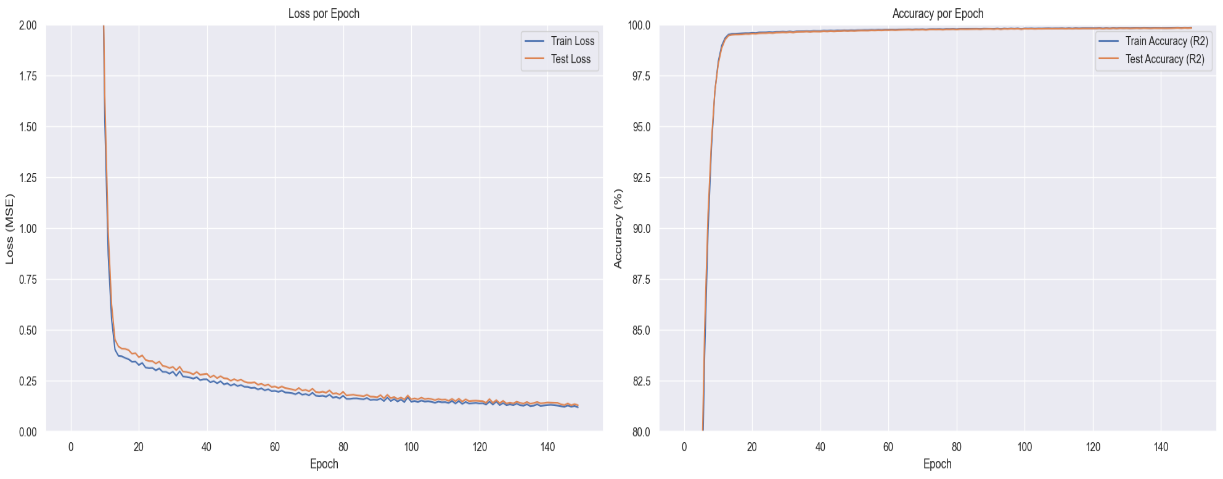 Loss por Epoch
2.00
1.75
1.50
1.25
1.00
0.75
0.50
0.25
0.00
Loss (MSE)
Train Loss
Test Loss
0 20 40 60 80 100 120 140
Epoch
Accuracy por Epoch
100.0
97.5
95.0
92.5
90.0
87.5
85.0
82.5
80.0
Accuracy (%)
Train Accuracy (R2)
Test Accuracy (R2)
0 20 40 60 80 100 120 140
Epoch